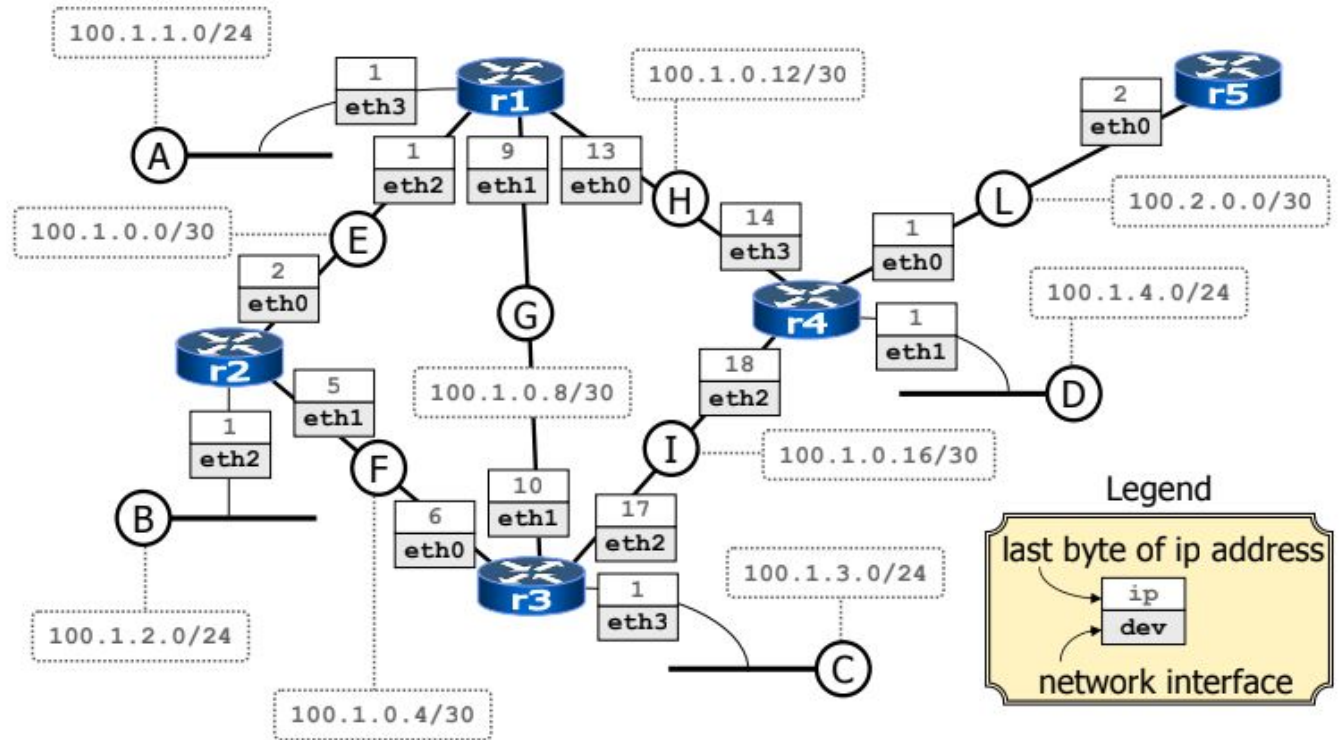 100.1.1.0/24
1
eth3
r1
100.1.0.12/30
2
eth0
r5
A
1
eth2
9
eth1
13
eth0
H
L
100.1.0.0/30
E
14
eth3
1
eth0
100.2.0.0/30
2
eth0
G
r4
1
eth1
100.1.4.0/24
r2
5
eth1
100.1.0.8/30
18
eth2
D
1
eth2
F
I
100.1.0.16/30
B
6
eth0
10
eth1
17
eth2
Legend
last byte of ip address
ip
dev
network interface
r3
1
eth3
100.1.3.0/24
100.1.2.0/24
C
100.1.0.4/30